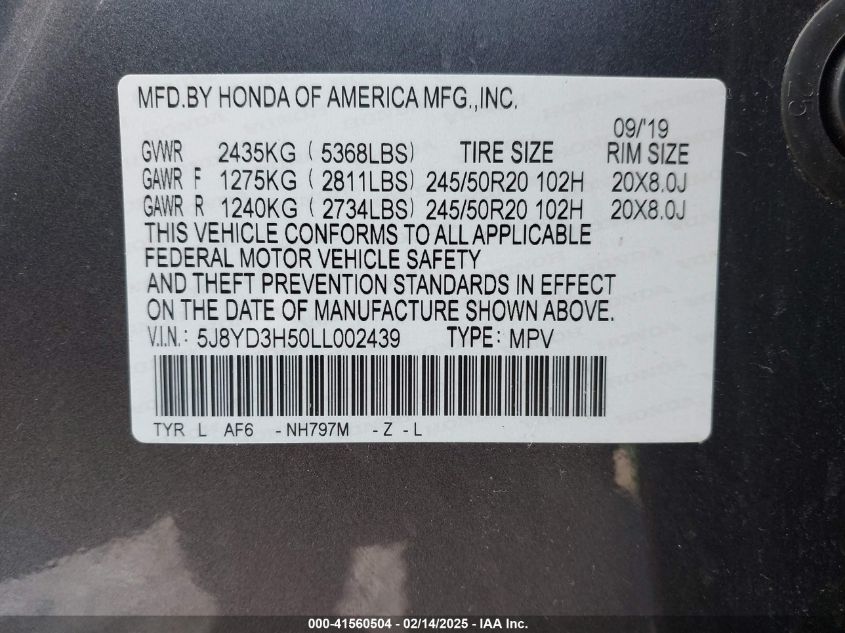 MFD.BY HONDA OF AMERICA MFG.,INC.
09/'19
GVWR 2435KG ( 5368LBS) TIRE SIZE RIM SIZE
GAWR F 1275KG ( 2811LBS) 245/50R20 102H 20X8.0J
GAWR R 1240KG ( 2734LBS) 245/50R20 102H 20X8.0J
THIS VEHICLE CONFORMS TO ALL APPLICABLE
FEDERAL MOTOR VEHICLE SAFETY
AND THEFT PREVENTION STANDARDS IN EFFECT
ON THE DATE OF MANUFACTURE SHOWN ABOVE.
V.I.N.: 5J8YD3H50LL002439 TYPE: MPV
TYR L AF6 -NH797M -Z -L
000-41560504 - 02/14/2025 - IAA Inc.